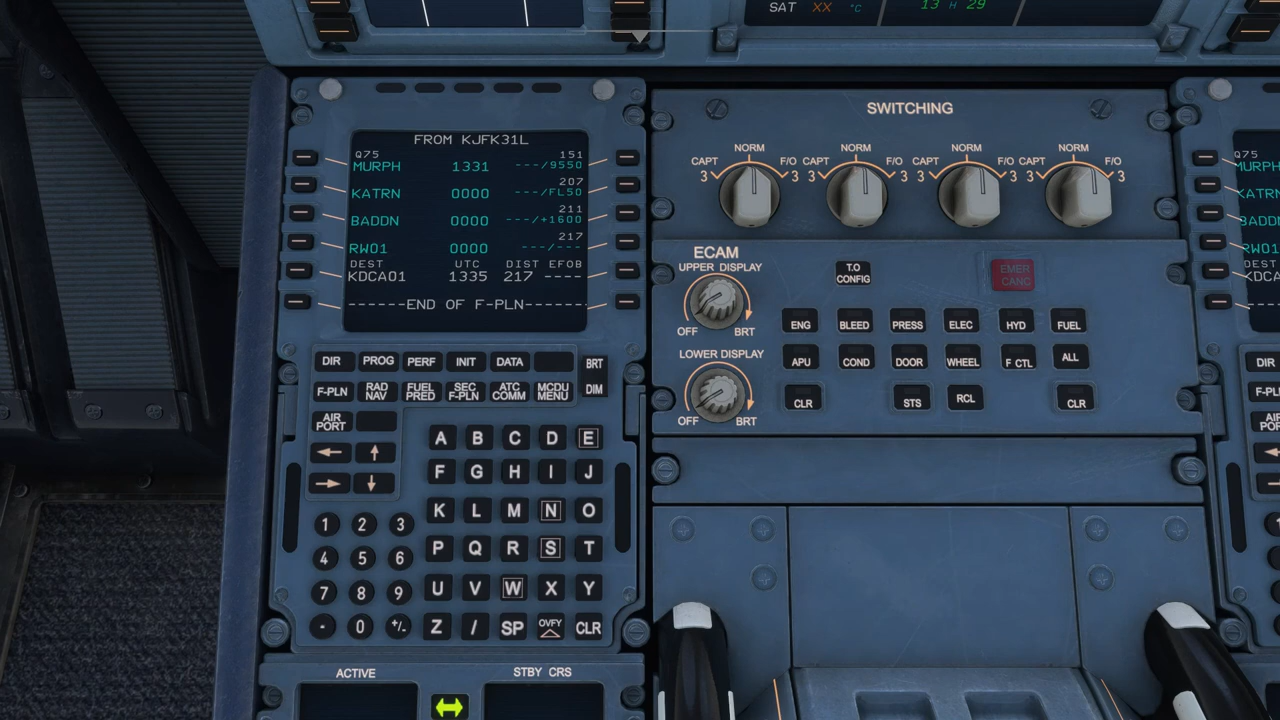 SAT XX °C
13 H 29
FROM KJFK31L
Q75 151
MURPH 1331 ---/9550
207
KATRN 0000 ---/FL50
211
BADDN 0000 ---/+1600
217
RW01 0000 ---/---
DEST UTC DIST EFOB
KDCA01 1335 217 ----
------END OF F-PLN------
DIR PROG PERF INIT DATA BRT
F-PLN RAD NAV FUEL PRED SEC F-PLN ATC COMM MCDU MENU DIM
AIR PORT
A B C D E
F G H I J
K L M N O
P Q R S T
U V W X Y
Z / SP OVFY CLR
1 2 3
4 5 6
7 8 9
. 0 +/-
ACTIVE STBY CRS
SWITCHING
NORM NORM NORM NORM
CAPT F/O CAPT F/O CAPT F/O CAPT F/O
3 3 3 3 3 3 3 3
ECAM
UPPER DISPLAY
OFF BRT
LOWER DISPLAY
OFF BRT
T.O CONFIG
EMER CANC
ENG BLEED PRESS ELEC HYD FUEL
APU COND DOOR WHEEL F CTL ALL
CLR STS RCL CLR
Q75
MURPH
RW01
DEST
DIR